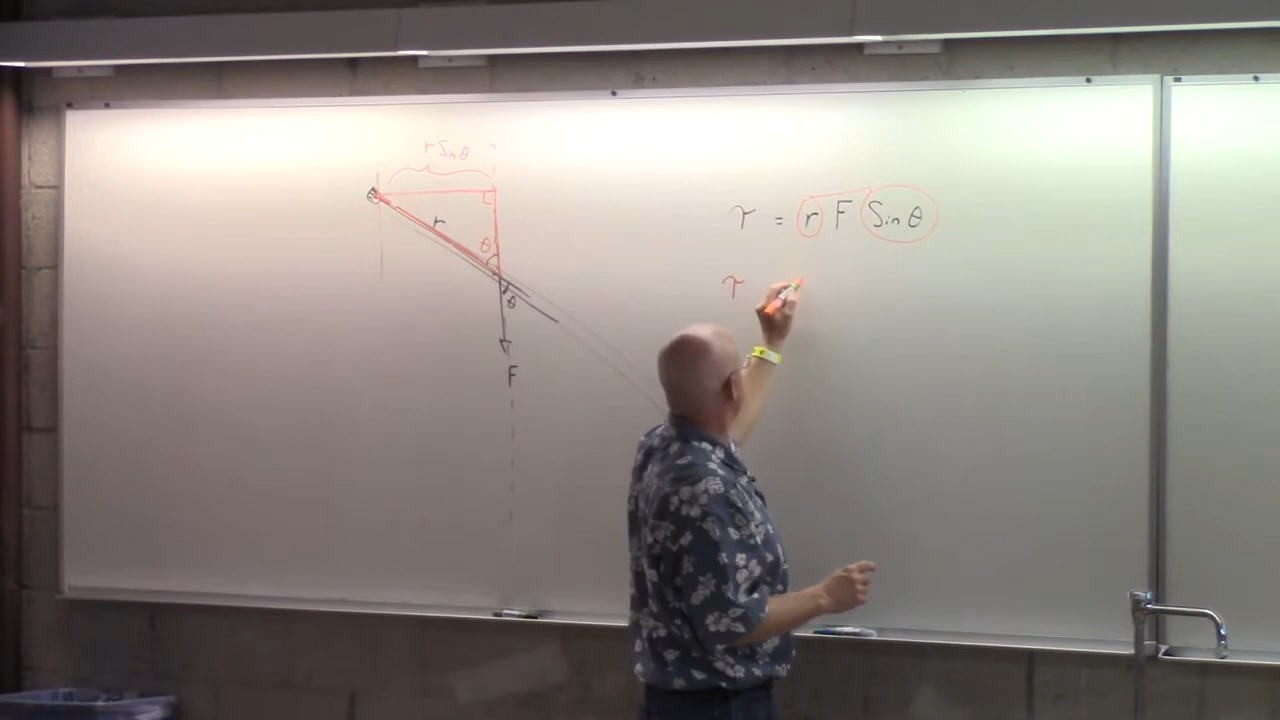 r Sin θ
r
θ
θ
F
τ = r F Sin θ
τ